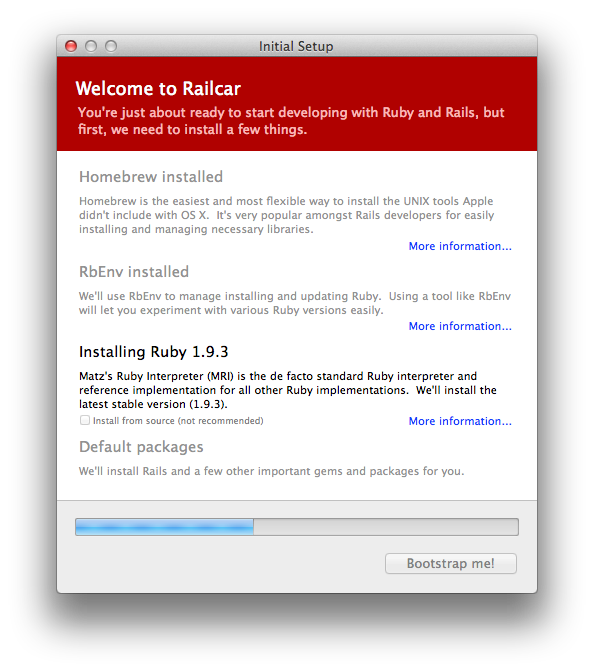 Initial Setup
Welcome to Railcar
You're just about ready to start developing with Ruby and Rails, but
first, we need to install a few things.
Homebrew installed
Homebrew is the easiest and most flexible way to install the UNIX tools Apple
didn't include with OS X.  It's very popular amongst Rails developers for easily
installing and managing necessary libraries.
More information...
RbEnv installed
We'll use RbEnv to manage installing and updating Ruby.  Using a tool like RbEnv
will let you experiment with various Ruby versions easily.
More information...
Installing Ruby 1.9.3
Matz's Ruby Interpreter (MRI) is the de facto standard Ruby interpreter and
reference implementation for all other Ruby implementations.  We'll install the
latest stable version (1.9.3).
Install from source (not recommended)
More information...
Default packages
We'll install Rails and a few other important gems and packages for you.
Bootstrap me!